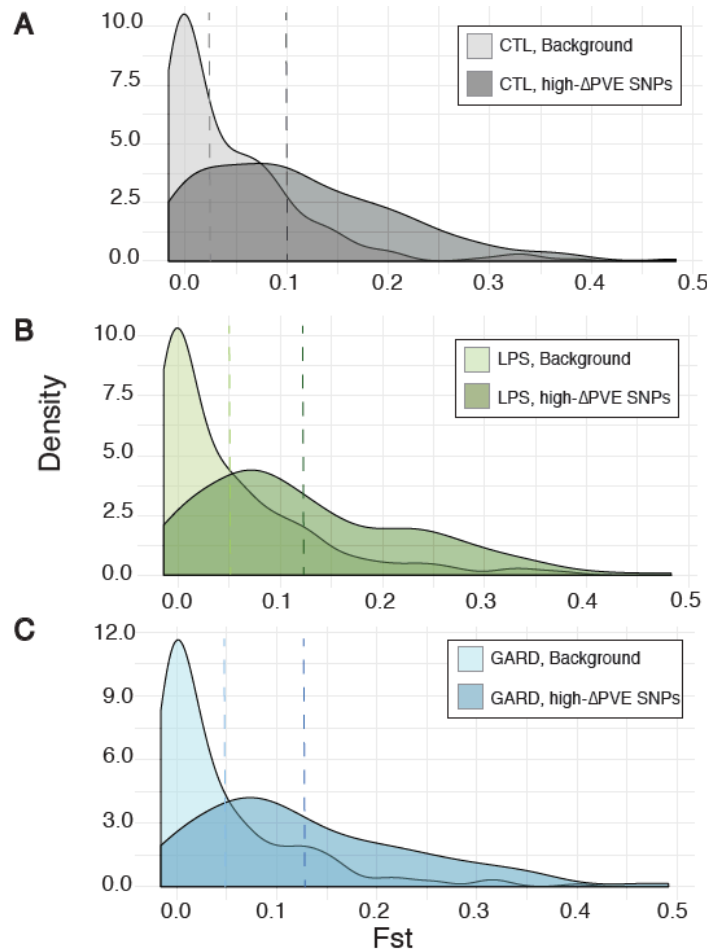 A
10.0
7.5
5.0
2.5
0.0
CTL, Background
CTL, high-ΔPVE SNPs
0.0 0.1 0.2 0.3 0.4 0.5
B
10.0
7.5
5.0
2.5
0.0
LPS, Background
LPS, high-ΔPVE SNPs
0.0 0.1 0.2 0.3 0.4 0.5
Density
C
12.0
9.0
6.0
3.0
0.0
GARD, Background
GARD, high-ΔPVE SNPs
0.0 0.1 0.2 0.3 0.4 0.5
Fst